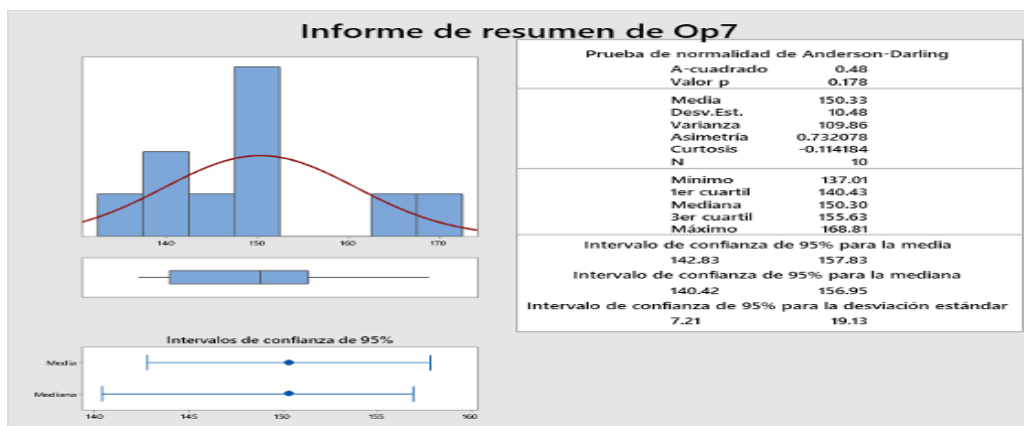 Informe de resumen de Op7
Prueba de normalidad de Anderson-Darling
A-cuadrado 0.48
Valor p 0.178
Media 150.33
Desv.Est. 10.48
Varianza 109.86
Asimetría 0.732078
Curtosis -0.114184
N 10
Mínimo 137.01
1er cuartil 140.43
Mediana 150.30
3er cuartil 155.63
Máximo 168.81
Intervalo de confianza de 95% para la media
142.83 157.83
Intervalo de confianza de 95% para la mediana
140.42 156.95
Intervalo de confianza de 95% para la desviación estándar
7.21 19.13
140 150 160 170
Intervalos de confianza de 95%
Media
Mediana
140 145 150 155 160